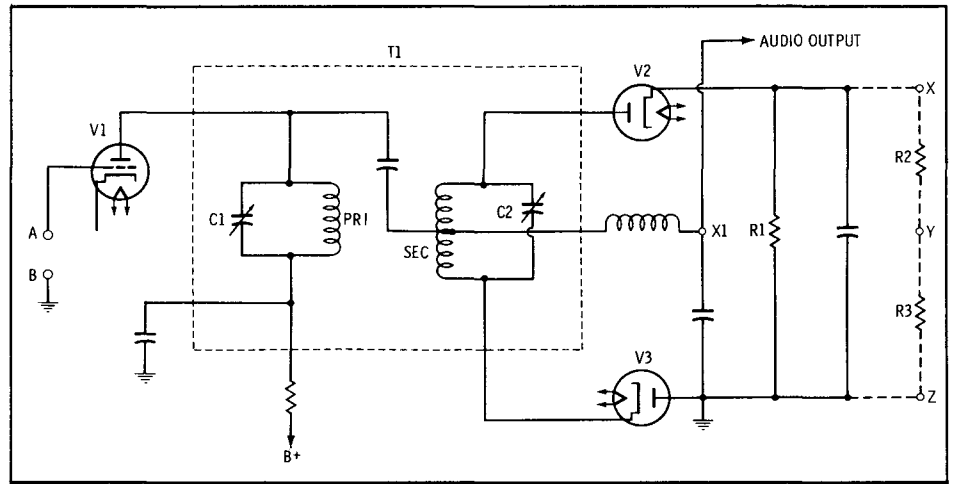 AUDIO OUTPUT
T1
V2
X
V1
R2
C1
PRI
C2
SEC
X1
R1
Y
A
B
R3
V3
Z
B+